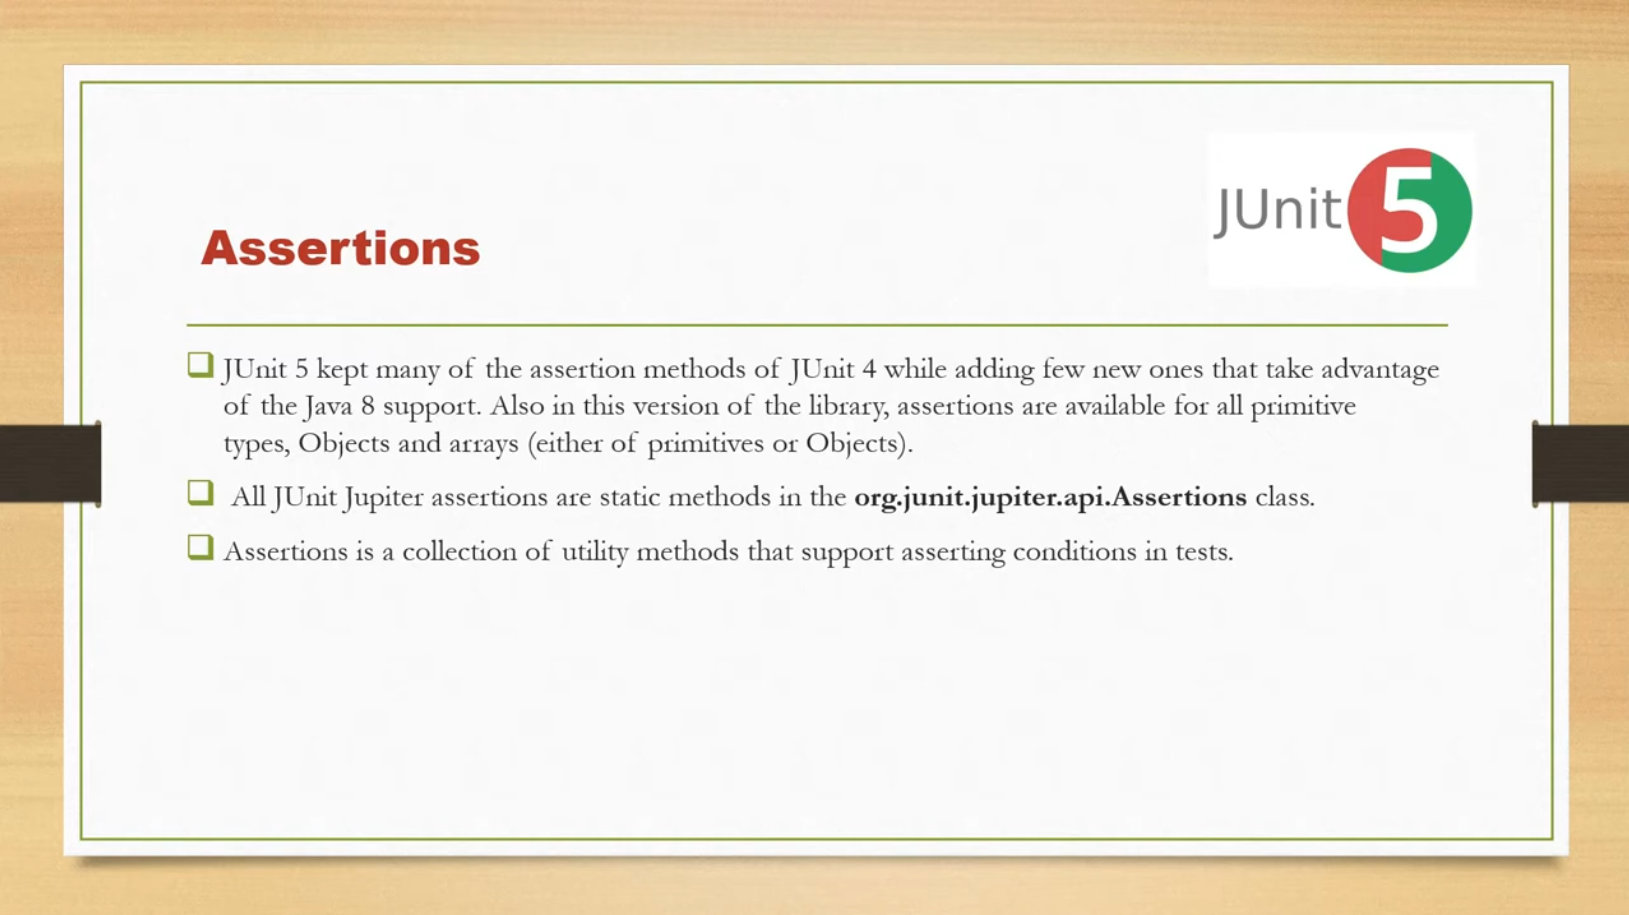 JUnit 5
Assertions
JUnit 5 kept many of the assertion methods of JUnit 4 while adding few new ones that take advantage
of the Java 8 support. Also in this version of the library, assertions are available for all primitive
types, Objects and arrays (either of primitives or Objects).
All JUnit Jupiter assertions are static methods in the org.junit.jupiter.api.Assertions class.
Assertions is a collection of utility methods that support asserting conditions in tests.